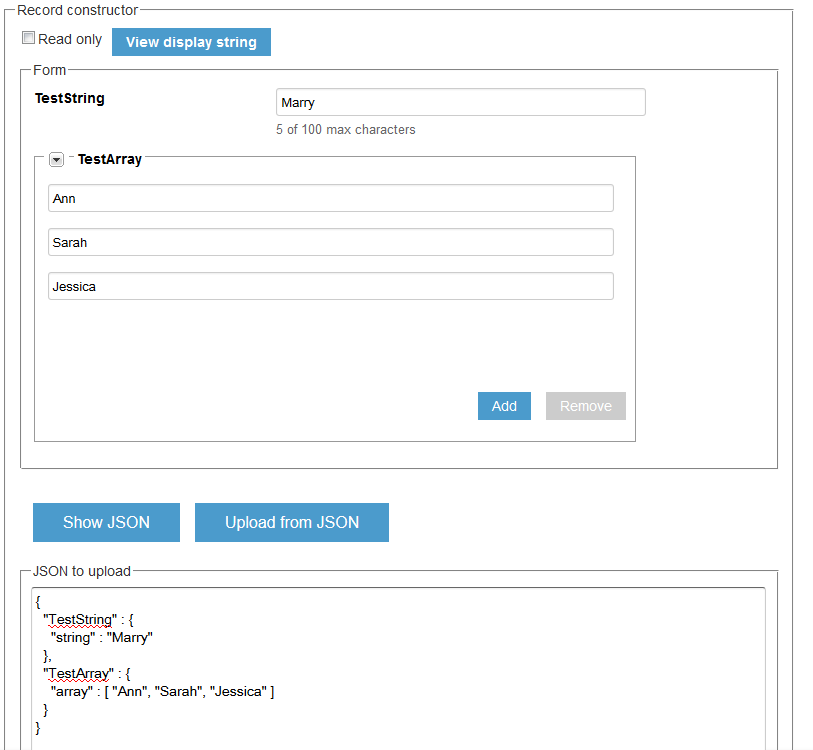 Record constructor
Read only
View display string
Form
TestString
Marry
5 of 100 max characters
TestArray
Ann
Sarah
Jessica
Add
Remove
Show JSON
Upload from JSON
JSON to upload
{
"TestString" : {
"string" : "Marry"
},
"TestArray" : {
"array" : [ "Ann", "Sarah", "Jessica" ]
}
}